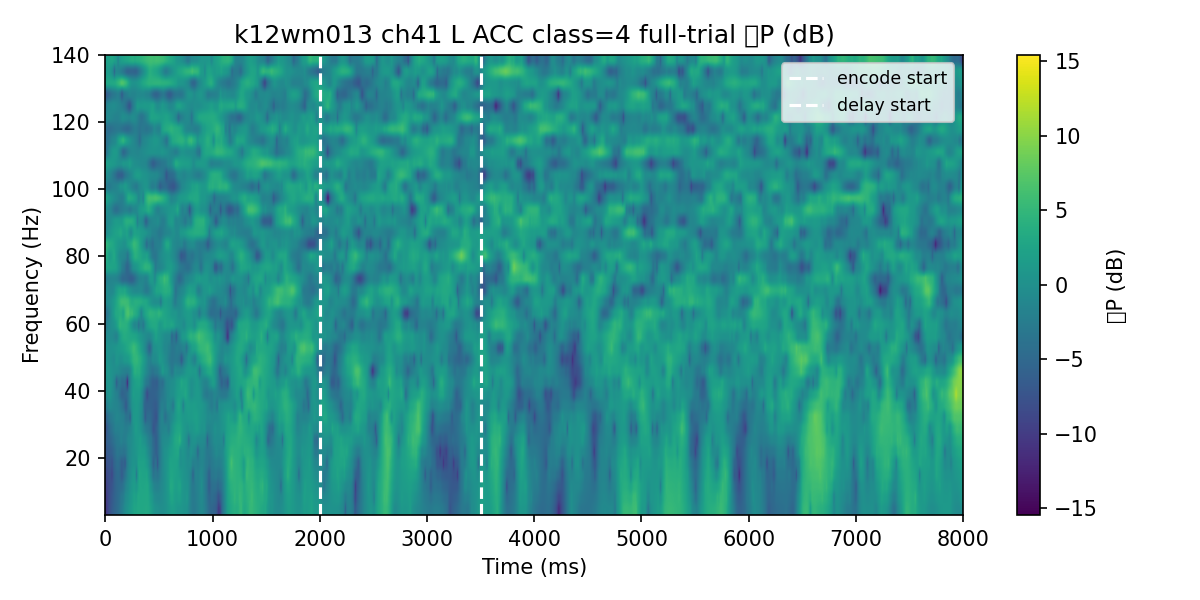 k12wm013 ch41 L ACC class=4 full-trial ▯P (dB)
140
120
100
80
60
40
20
Frequency (Hz)
0 1000 2000 3000 4000 5000 6000 7000 8000
Time (ms)
encode start
delay start
15
10
5
0
−5
−10
−15
▯P (dB)